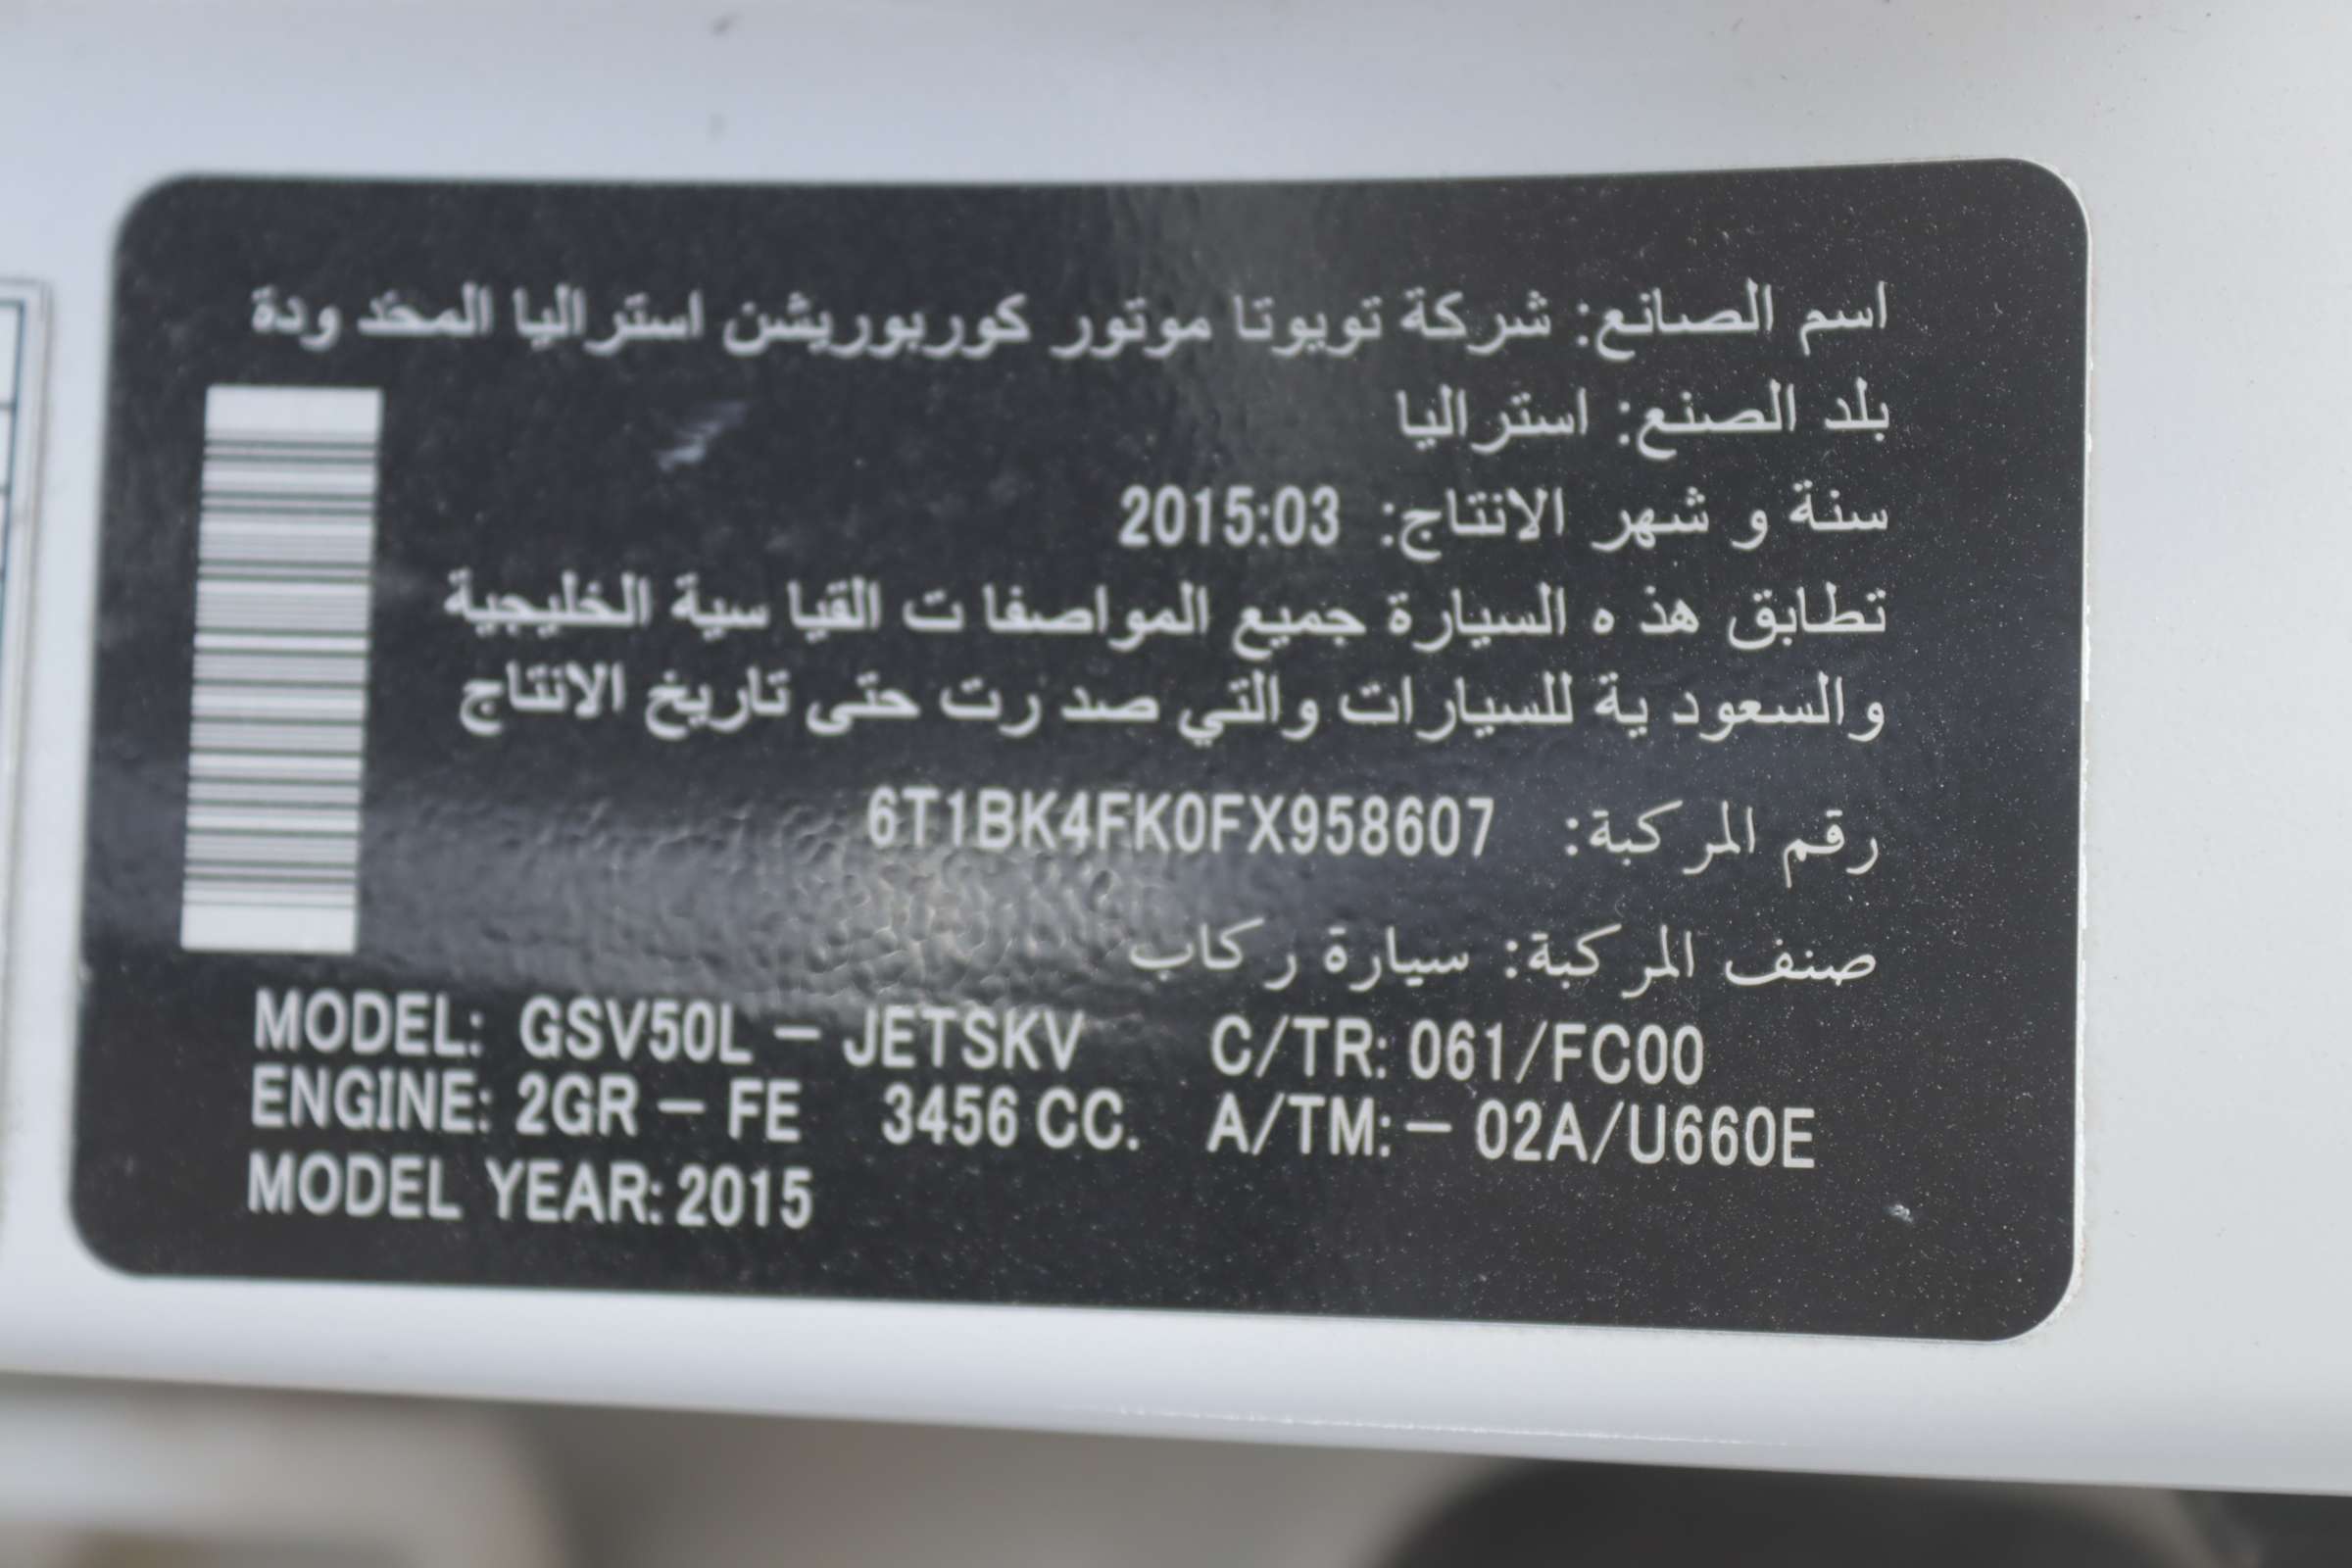 اسم الصانع: شركة تويوتا موتور كوربوريشن استراليا المحدودة
بلد الصنع: استراليا
سنة و شهر الانتاج: 2015:03
تطابق هذه السيارة جميع المواصفات القياسية الخليجية
والسعودية للسيارات والتي صدرت حتى تاريخ الانتاج
رقم المركبة: 6T1BK4FK0FX958607
صنف المركبة: سيارة ركاب
MODEL: GSV50L – JETSKV C/TR: 061/FC00
ENGINE: 2GR – FE 3456 CC. A/TM: – 02A/U660E
MODEL YEAR: 2015